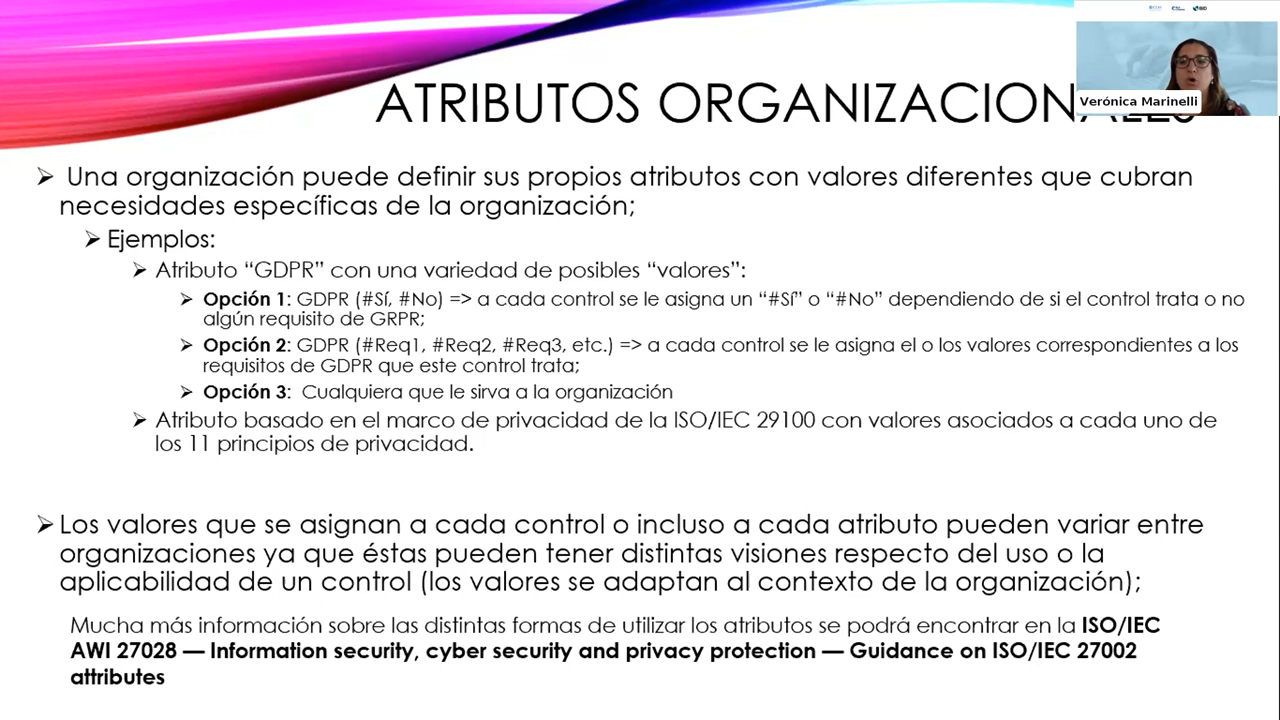 ATRIBUTOS ORGANIZACIONALES
Verónica Marinelli
➢ Una organización puede definir sus propios atributos con valores diferentes que cubran
necesidades específicas de la organización;
➢ Ejemplos:
➢ Atributo “GDPR” con una variedad de posibles “valores”:
➢ Opción 1: GDPR (#Sí, #No) => a cada control se le asigna un “#Sí” o “#No” dependiendo de si el control trata o no
algún requisito de GRPR;
➢ Opción 2: GDPR (#Req1, #Req2, #Req3, etc.) => a cada control se le asigna el o los valores correspondientes a los
requisitos de GDPR que este control trata;
➢ Opción 3: Cualquiera que le sirva a la organización
➢ Atributo basado en el marco de privacidad de la ISO/IEC 29100 con valores asociados a cada uno de
los 11 principios de privacidad.
➢ Los valores que se asignan a cada control o incluso a cada atributo pueden variar entre
organizaciones ya que éstas pueden tener distintas visiones respecto del uso o la
aplicabilidad de un control (los valores se adaptan al contexto de la organización);
Mucha más información sobre las distintas formas de utilizar los atributos se podrá encontrar en la ISO/IEC
AWI 27028 — Information security, cyber security and privacy protection — Guidance on ISO/IEC 27002
attributes